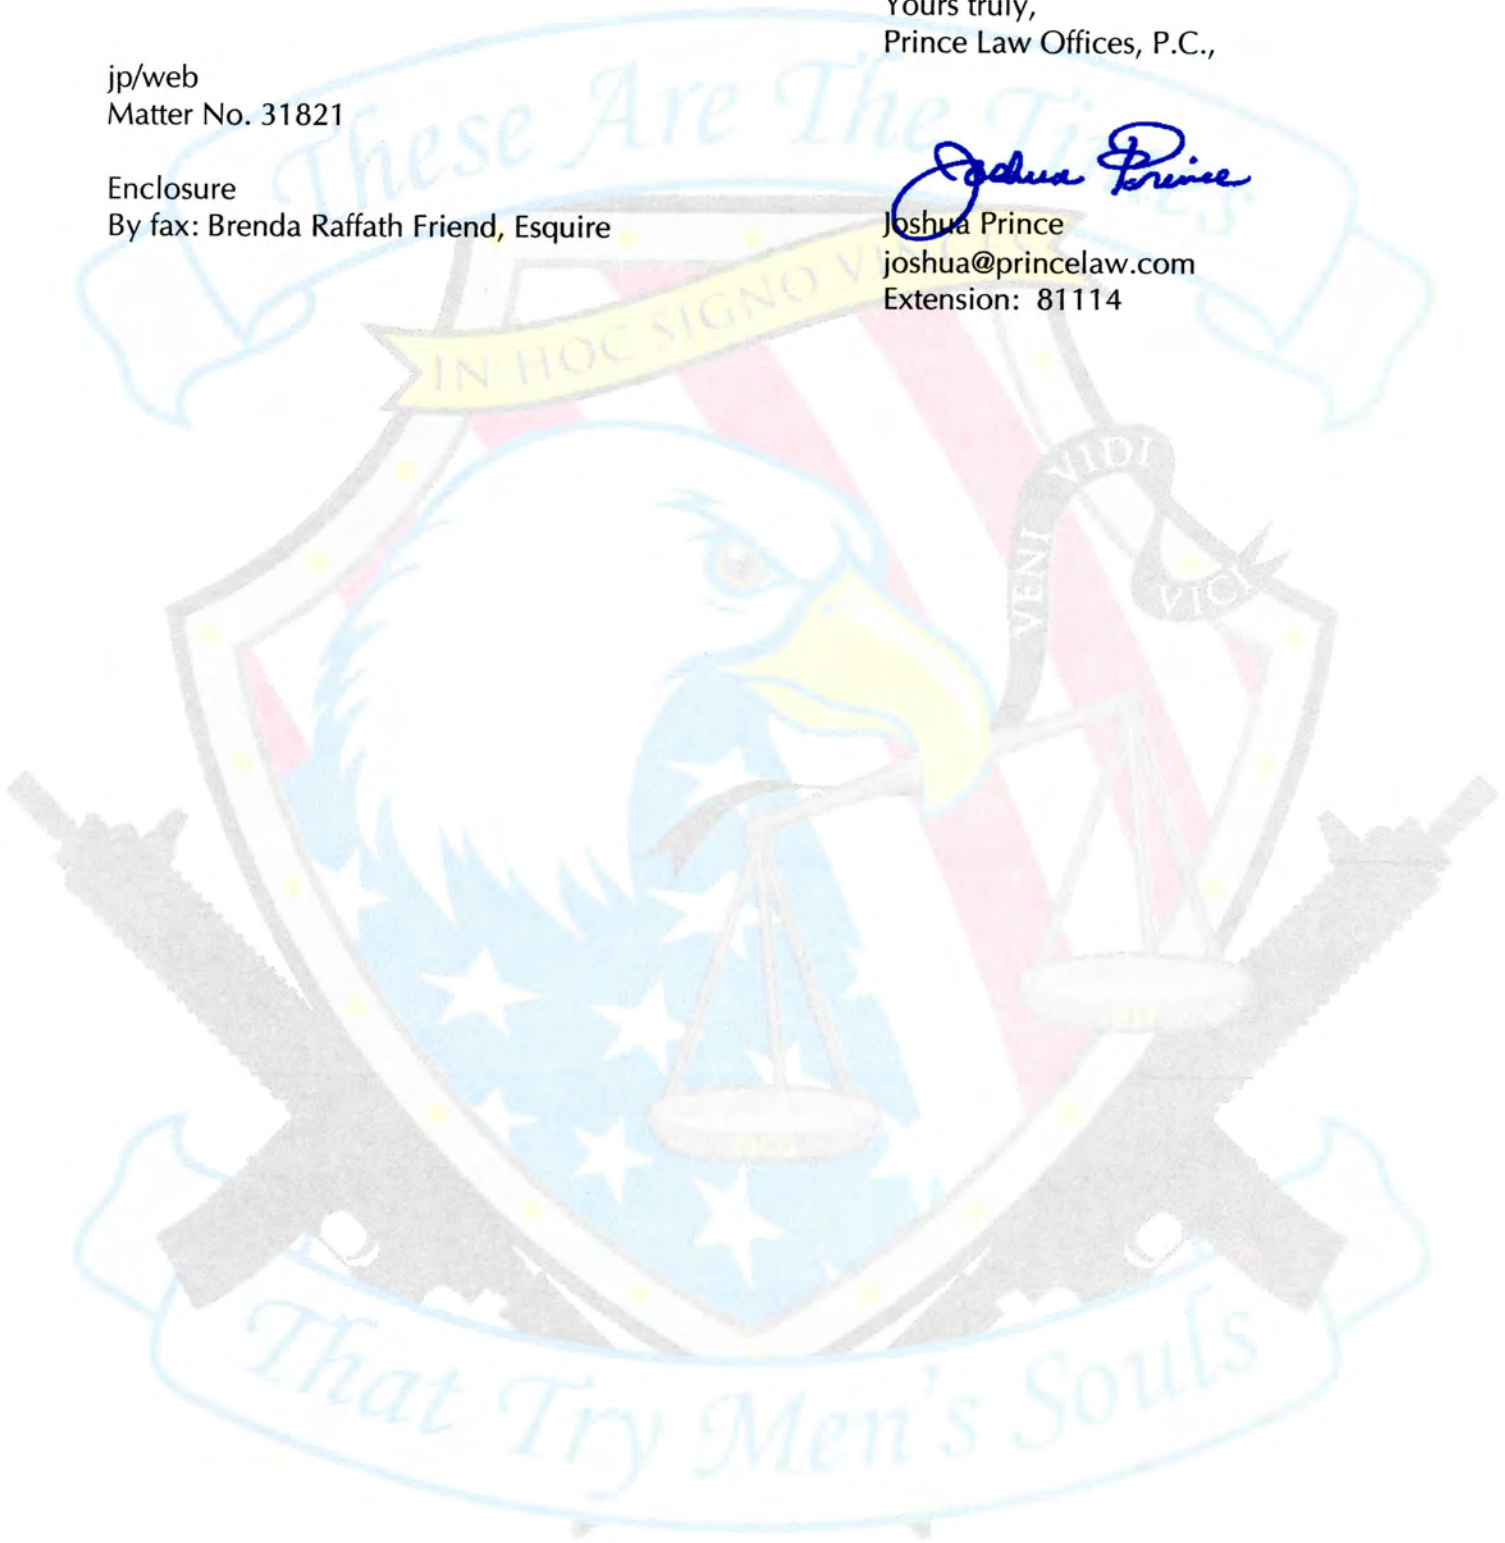 Yours truly,
Prince Law Offices, P.C.,
jp/web
Matter No. 31821
Enclosure
By fax: Brenda Raffath Friend, Esquire
Joshua Prince
Joshua Prince
joshua@princelaw.com
Extension: 81114
These Are The Times
IN HOC SIGNO VINCES
VENI VIDI VICI
That Try Men's Souls